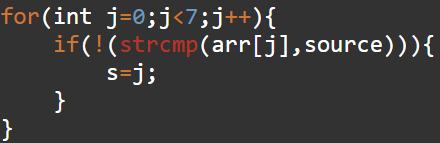 for(int j=0;j<7;j++){
    if(!(strcmp(arr[j],source))){
        s=j;
    }
}